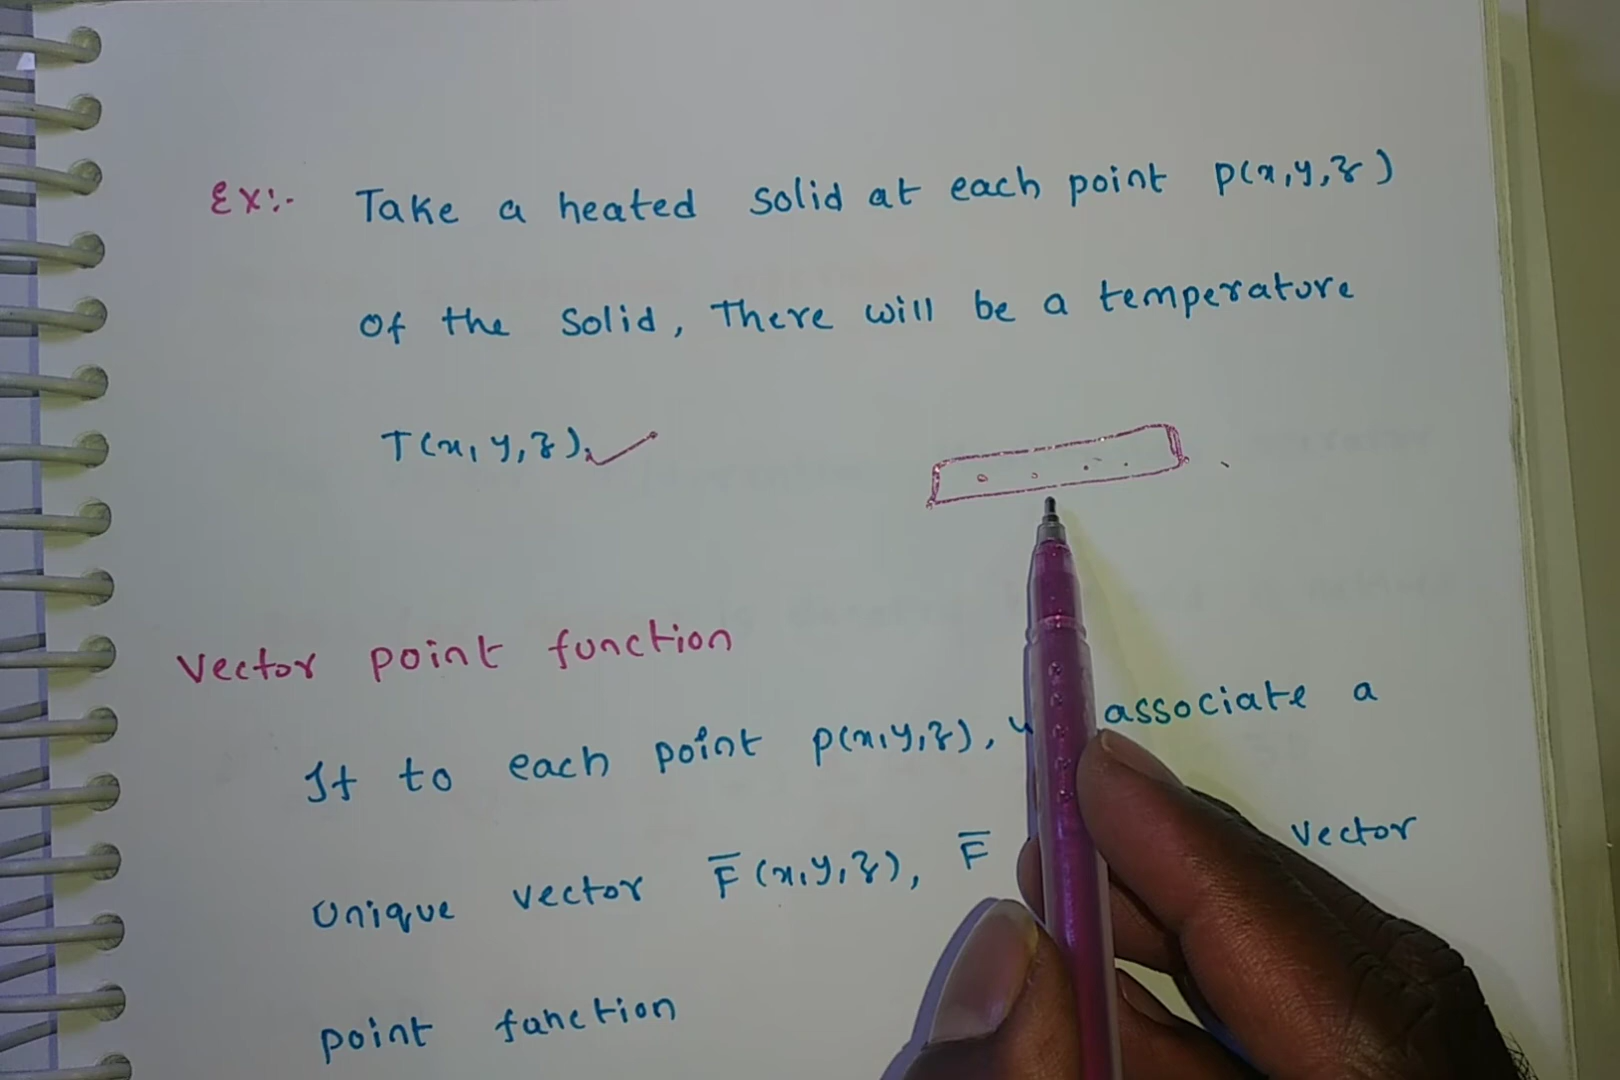 Ex:- Take a heated solid at each point P(x,y,z)
of the solid, There will be a temperature
T(x,y,z).
Vector point function
If to each point P(x,y,z), associate a
Unique vector F̅(x,y,z), F̅ vector
point function